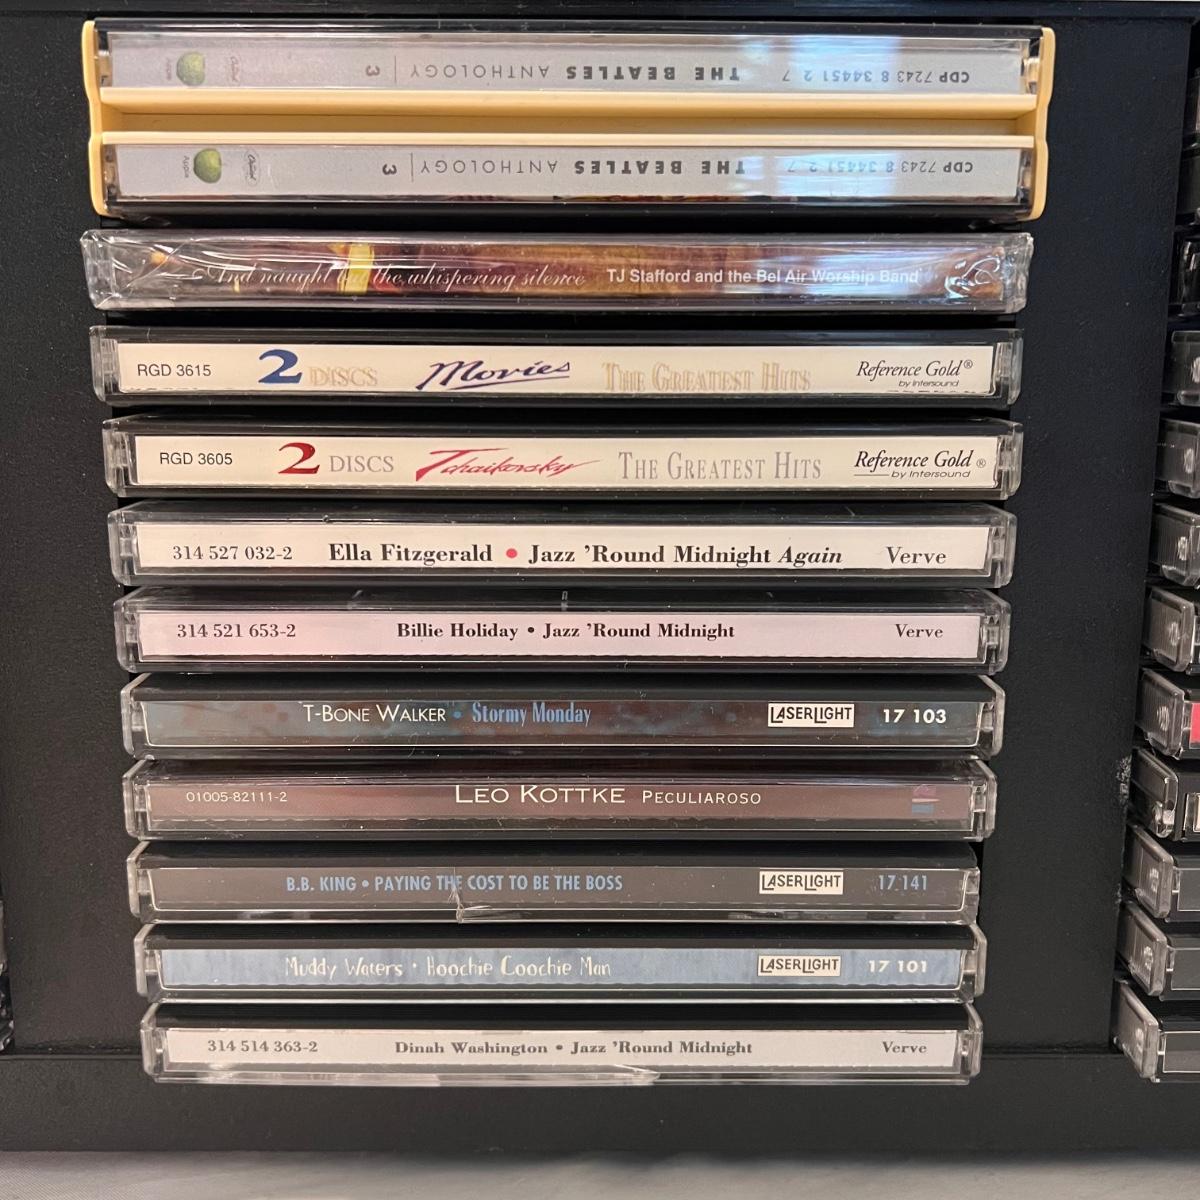 CDP 7243 8 34451 2 7 THE BEATLES ANTHOLOGY 3 Capitol Apple
CDP 7243 8 34451 2 7 THE BEATLES ANTHOLOGY 3 Capitol Apple
And naught but the whispering silence TJ Stafford and the Bel Air Worship Band
RGD 3615 2 DISCS Movies THE GREATEST HITS Reference Gold® by Intersound
RGD 3605 2 DISCS Tchaikovsky THE GREATEST HITS Reference Gold® by Intersound
314 527 032-2 Ella Fitzgerald • Jazz 'Round Midnight Again Verve
314 521 653-2 Billie Holiday • Jazz 'Round Midnight Verve
T-BONE WALKER • Stormy Monday LASERLIGHT 17 103
01005-82111-2 LEO KOTTKE PECULIAROSO
B.B. KING • PAYING THE COST TO BE THE BOSS LASERLIGHT 17 141
Muddy Waters • Hoochie Coochie Man LASERLIGHT 17 101
314 514 363-2 Dinah Washington • Jazz 'Round Midnight Verve